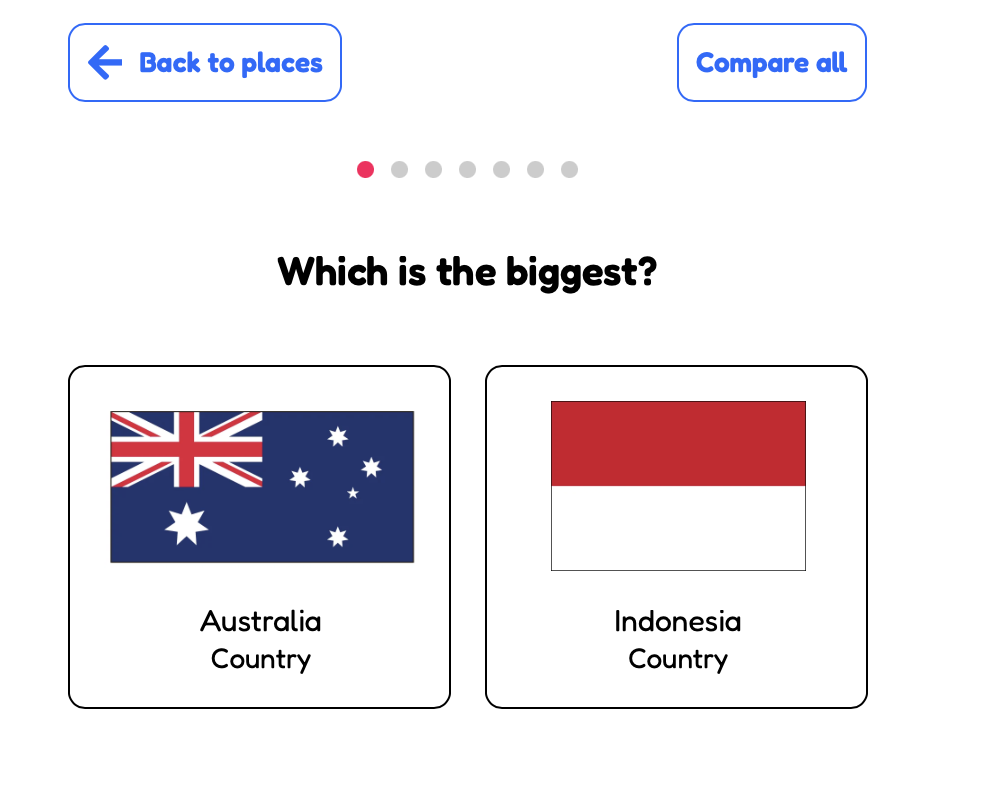 Back to places
Compare all
Which is the biggest?
Australia
Country
Indonesia
Country